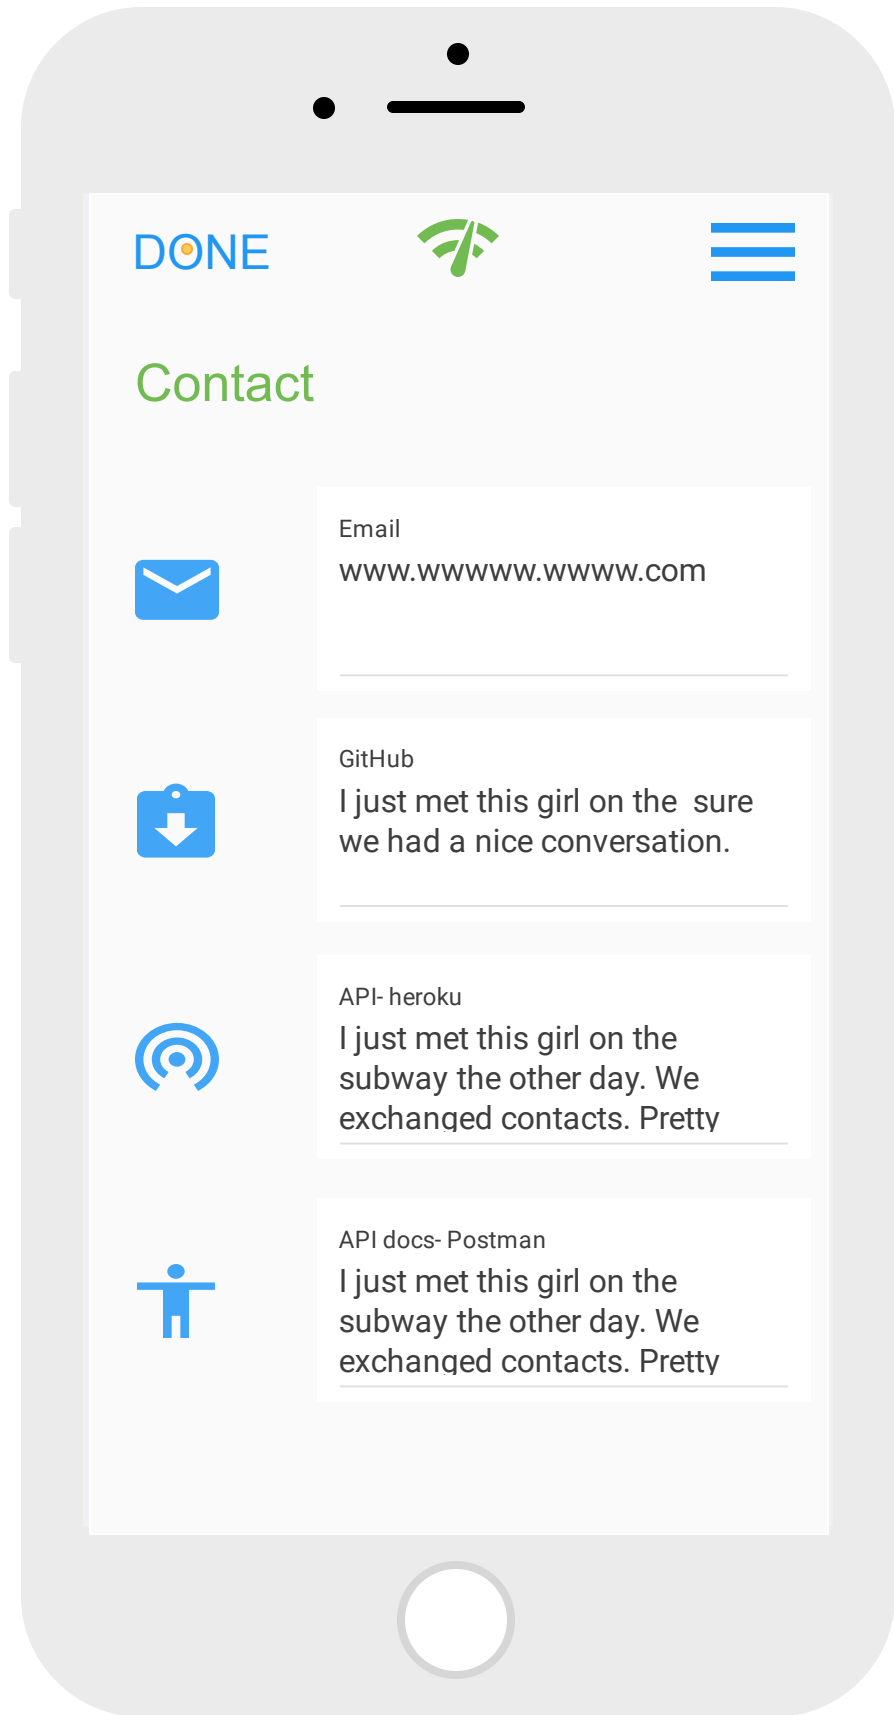 DONE
Contact
Email
www.wwwww.wwww.com
GitHub
I just met this girl on the  sure
we had a nice conversation.
API- heroku
I just met this girl on the
subway the other day. We
exchanged contacts. Pretty
API docs- Postman
I just met this girl on the
subway the other day. We
exchanged contacts. Pretty